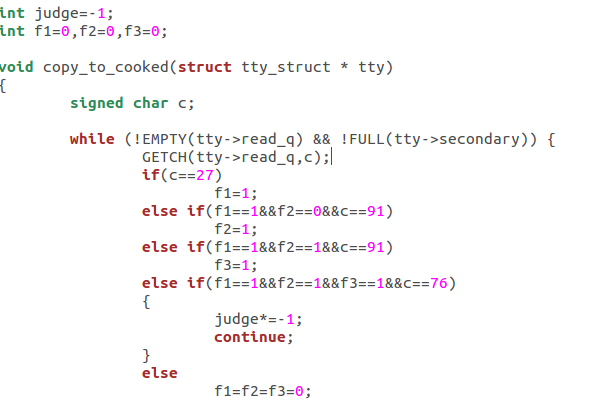 int judge=-1;
int f1=0,f2=0,f3=0;
void copy_to_cooked(struct tty_struct * tty)
{
signed char c;
while (!EMPTY(tty->read_q) && !FULL(tty->secondary)) {
GETCH(tty->read_q,c);
if(c==27)
f1=1;
else if(f1==1&&f2==0&&c==91)
f2=1;
else if(f1==1&&f2==1&&c==91)
f3=1;
else if(f1==1&&f2==1&&f3==1&&c==76)
{
judge*=-1;
continue;
}
else
f1=f2=f3=0;